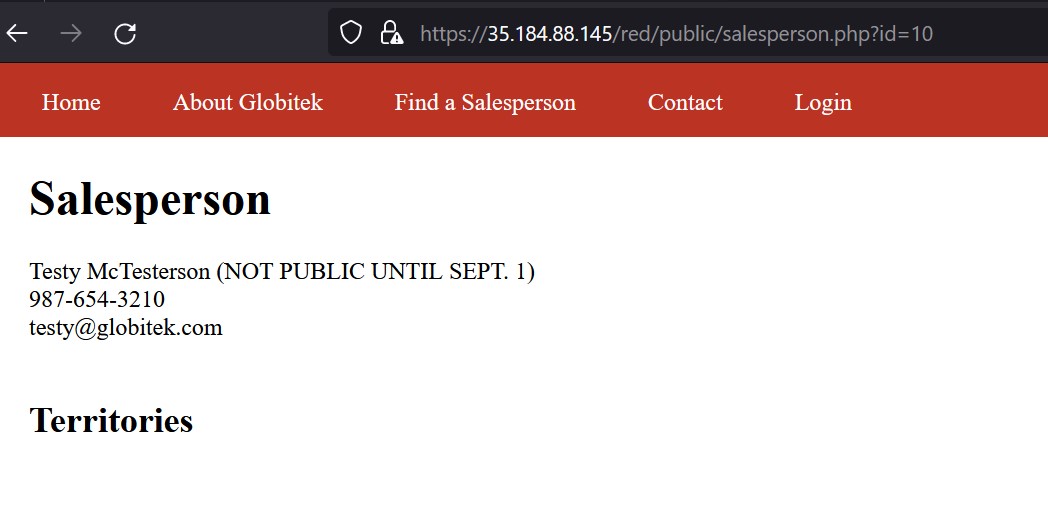 https://35.184.88.145/red/public/salesperson.php?id=10
Home About Globitek Find a Salesperson Contact Login
Salesperson
Testy McTesterson (NOT PUBLIC UNTIL SEPT. 1)
987-654-3210
testy@globitek.com
Territories